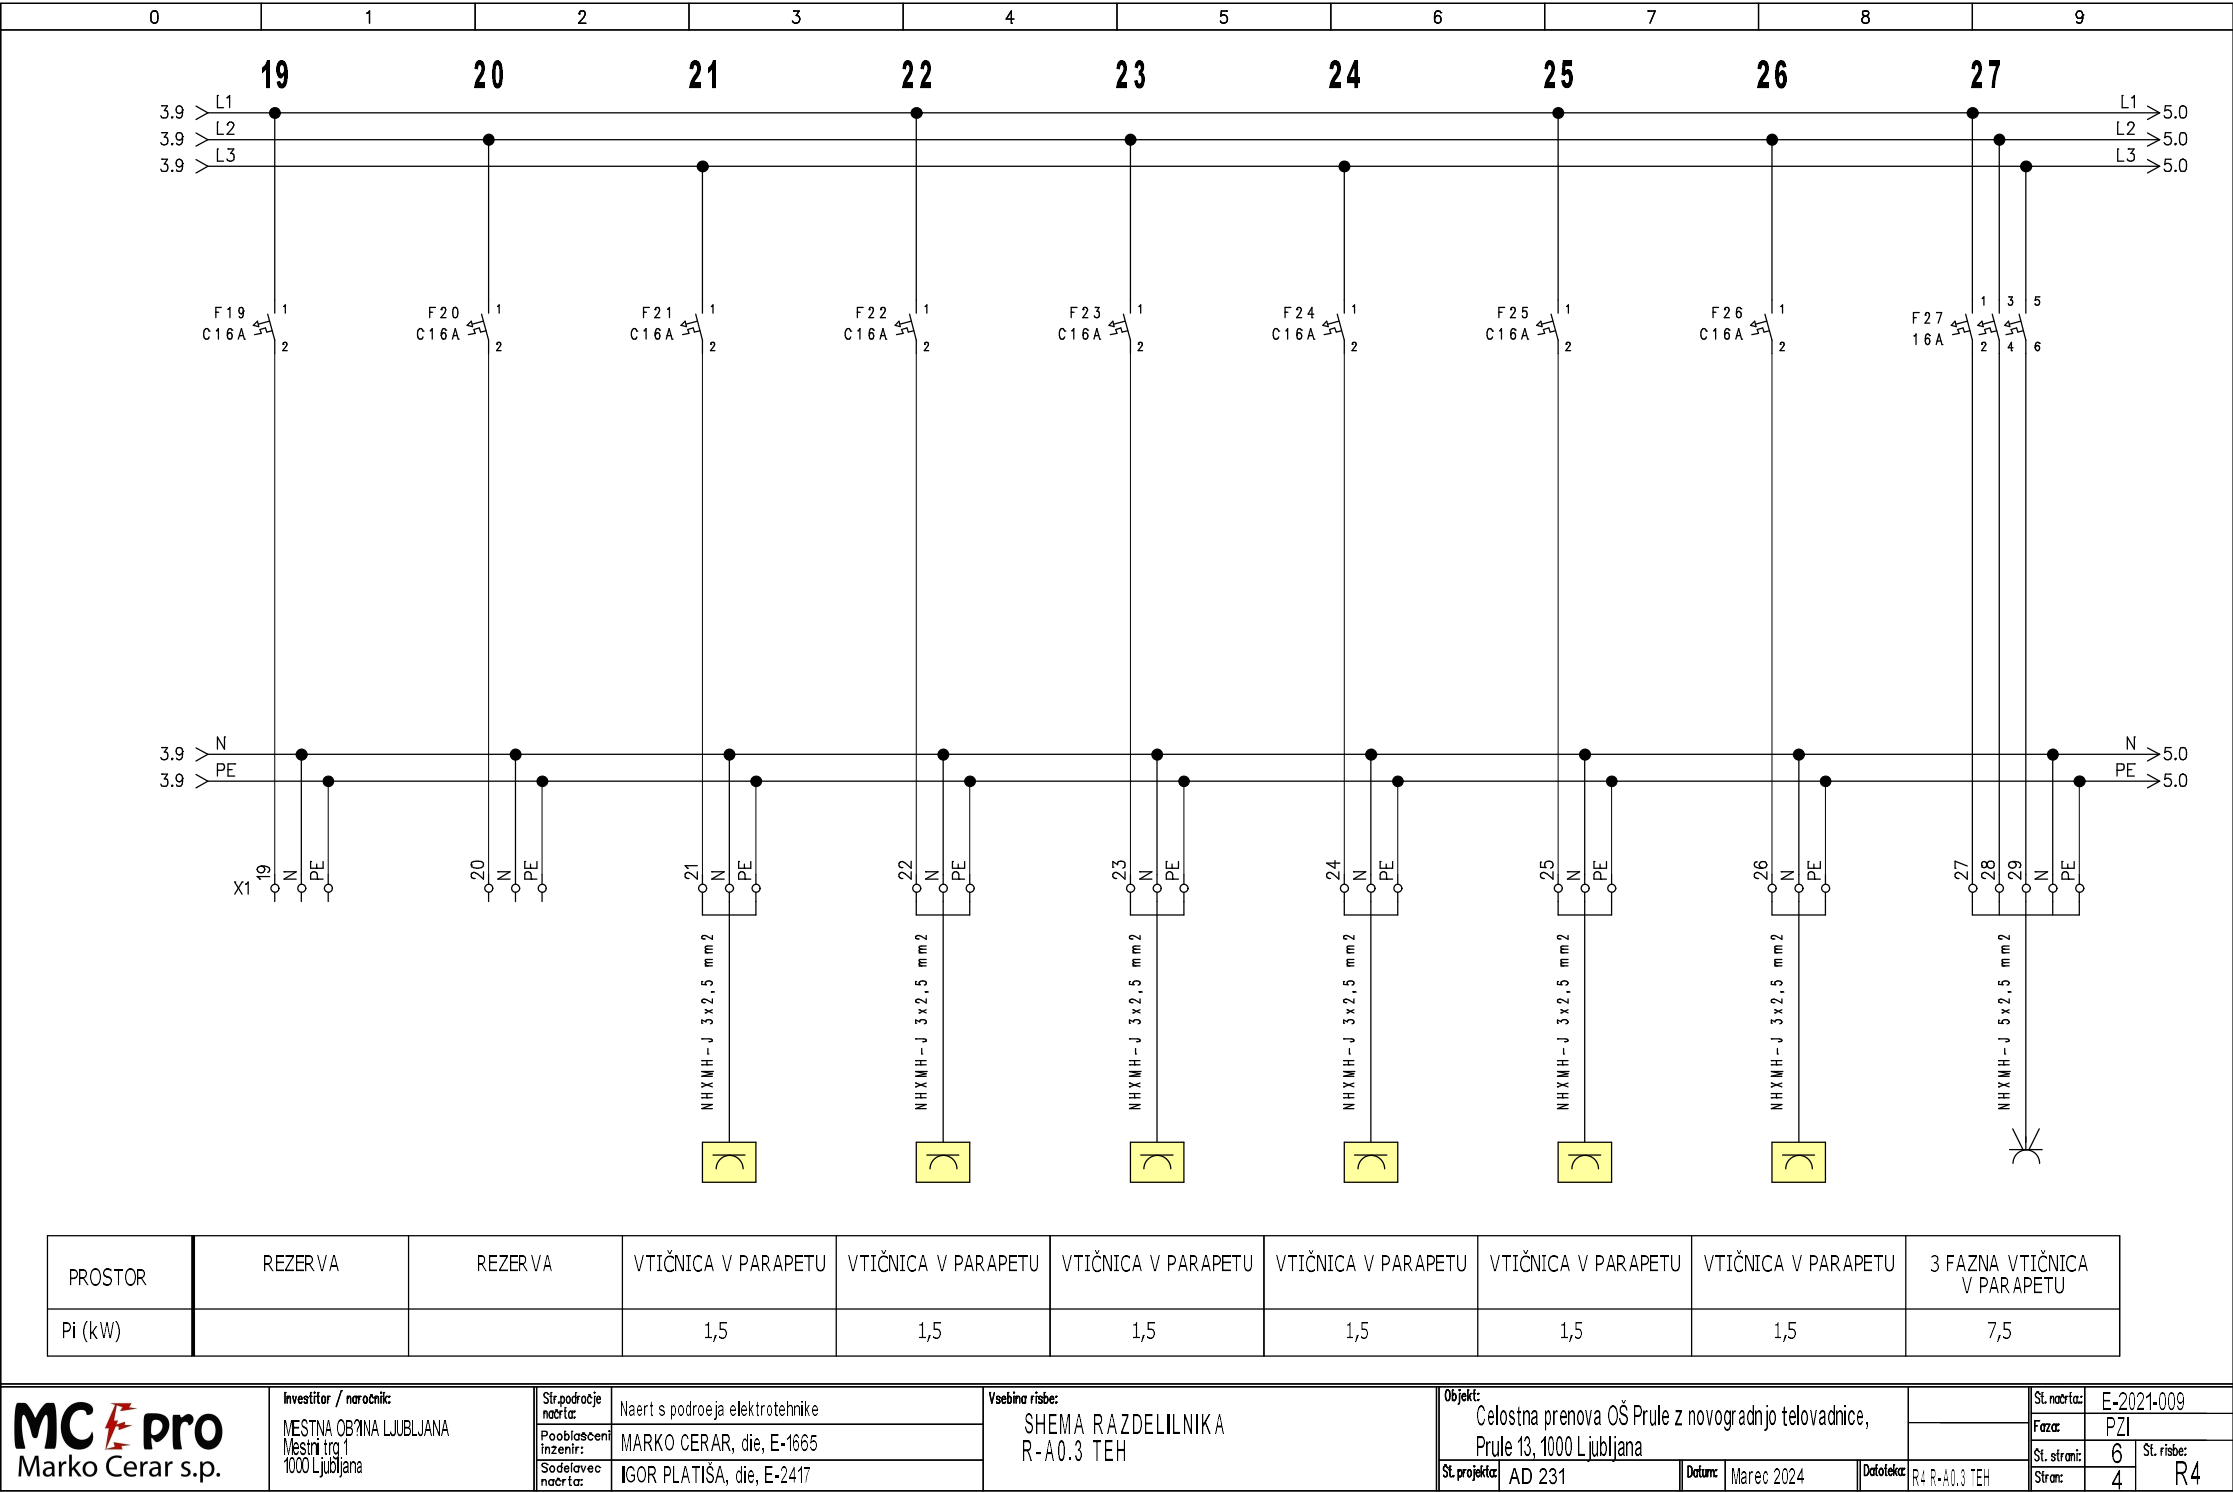 0 1 2 3 4 5 6 7 8 9
19 20 21 22 23 24 25 26 27
3.9 L1 L1 5.0
3.9 L2 L2 5.0
3.9 L3 L3 5.0
1 1 1 1 1 1 1 1 1 3 5
F19 F20 F21 F22 F23 F24 F25 F26 F27
C16A C16A C16A C16A C16A C16A C16A C16A 16A
2 2 2 2 2 2 2 2 2 4 6
3.9 N N 5.0
3.9 PE PE 5.0
X1 19 N PE 20 N PE 21 N PE 22 N PE 23 N PE 24 N PE 25 N PE 26 N PE 27 28 29 N PE
NHXMH-J 3x2,5 mm2
NHXMH-J 3x2,5 mm2
NHXMH-J 3x2,5 mm2
NHXMH-J 3x2,5 mm2
NHXMH-J 3x2,5 mm2
NHXMH-J 3x2,5 mm2
NHXMH-J 5x2,5 mm2
PROSTOR REZERVA REZERVA VTIČNICA V PARAPETU VTIČNICA V PARAPETU VTIČNICA V PARAPETU VTIČNICA V PARAPETU VTIČNICA V PARAPETU VTIČNICA V PARAPETU 3 FAZNA VTIČNICA
V PARAPETU
Pi (kW) 1,5 1,5 1,5 1,5 1,5 1,5 7,5
MC pro
Marko Cerar s.p.
Investitor / naročnik:
MESTNA OB?INA LJUBLJANA
Mestni trg 1
1000 Ljubljana
Str.področje
načrta:
Naert s podroeja elektrotehnike
Pooblaščeni
inženir:
MARKO CERAR, die, E-1665
Sodelavec
načrta:
IGOR PLATIŠA, die, E-2417
Vsebina risbe:
SHEMA RAZDELILNIKA
R-A0.3 TEH
Objekt:
Celostna prenova OŠ Prule z novogradnjo telovadnice,
Prule 13, 1000 Ljubljana
Št. projekta: AD 231
Datum: Marec 2024
Datoteka: R4 R-A0.3 TEH
Št. načrta: E-2021-009
Faza: PZI
Št. strani: 6
Stran: 4
Št. risbe:
R4